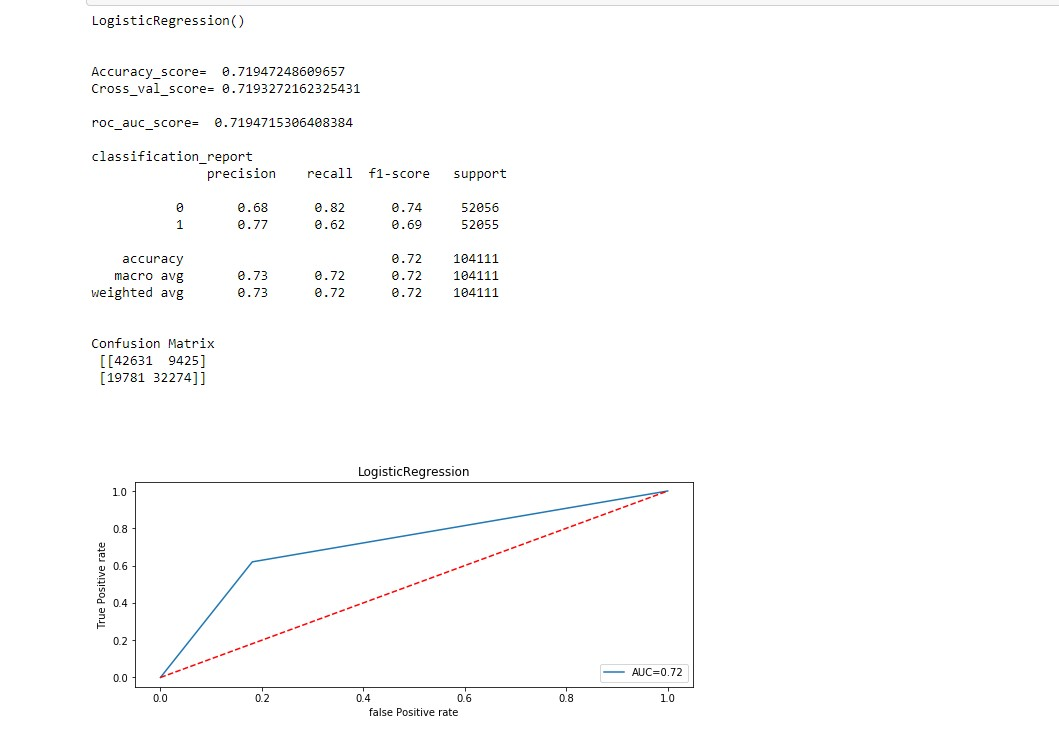 LogisticRegression()
Accuracy_score=  0.71947248609657
Cross_val_score= 0.7193272162325431
roc_auc_score=  0.7194715306408384
classification_report
precision    recall  f1-score   support
0       0.68      0.82      0.74     52056
1       0.77      0.62      0.69     52055
accuracy                           0.72    104111
macro avg       0.73      0.72      0.72    104111
weighted avg       0.73      0.72      0.72    104111
Confusion Matrix
[[42631  9425]
[19781 32274]]
LogisticRegression
1.0
0.8
0.6
0.4
0.2
0.0
True Positive rate
AUC=0.72
0.0 0.2 0.4 0.6 0.8 1.0
false Positive rate